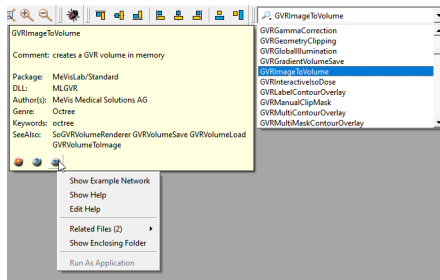 GVRImageToVolume
GVRImageToVolume
Comment: creates a GVR volume in memory
Package: MeVisLab/Standard
DLL: MLGVR
Author(s): MeVis Medical Solutions AG
Genre: Octree
Keywords: octree
SeeAlso: SoGVRVolumeRenderer GVRVolumeSave GVRVolumeLoad
GVRVolumeToImage
Show Example Network
Show Help
Edit Help
Related Files (2)
Show Enclosing Folder
Run As Application
GVRGammaCorrection
GVRGeometryClipping
GVRGlobalIllumination
GVRGradientVolumeSave
GVRImageToVolume
GVRInteractiveIsoDose
GVRLabelContourOverlay
GVRManualClipMask
GVRMultiMaskContourOverlay